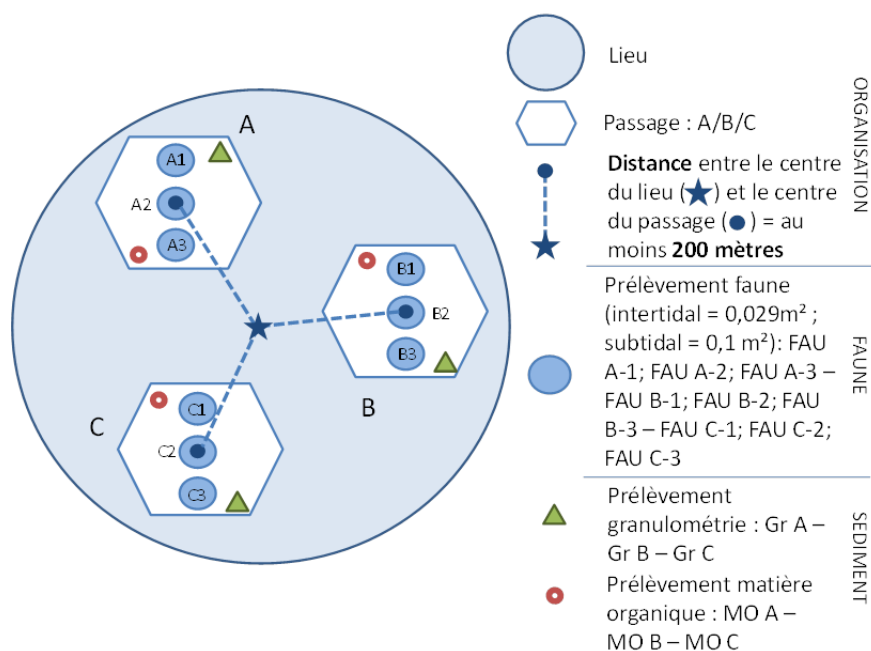 A
A1
A2
A3
B1
B2
B3
B
C
C1
C2
C3
Lieu
Passage : A/B/C
Distance entre le centre
du lieu (★) et le centre
du passage (●) = au
moins 200 mètres
ORGANISATION
Prélèvement faune
(intertidal = 0,029m² ;
subtidal = 0,1 m²): FAU
A-1; FAU A-2; FAU A-3 –
FAU B-1; FAU B-2; FAU
B-3 – FAU C-1; FAU C-2;
FAU C-3
FAUNE
Prélèvement
granulométrie : Gr A –
Gr B – Gr C
Prélèvement matière
organique : MO A –
MO B – MO C
SEDIMENT